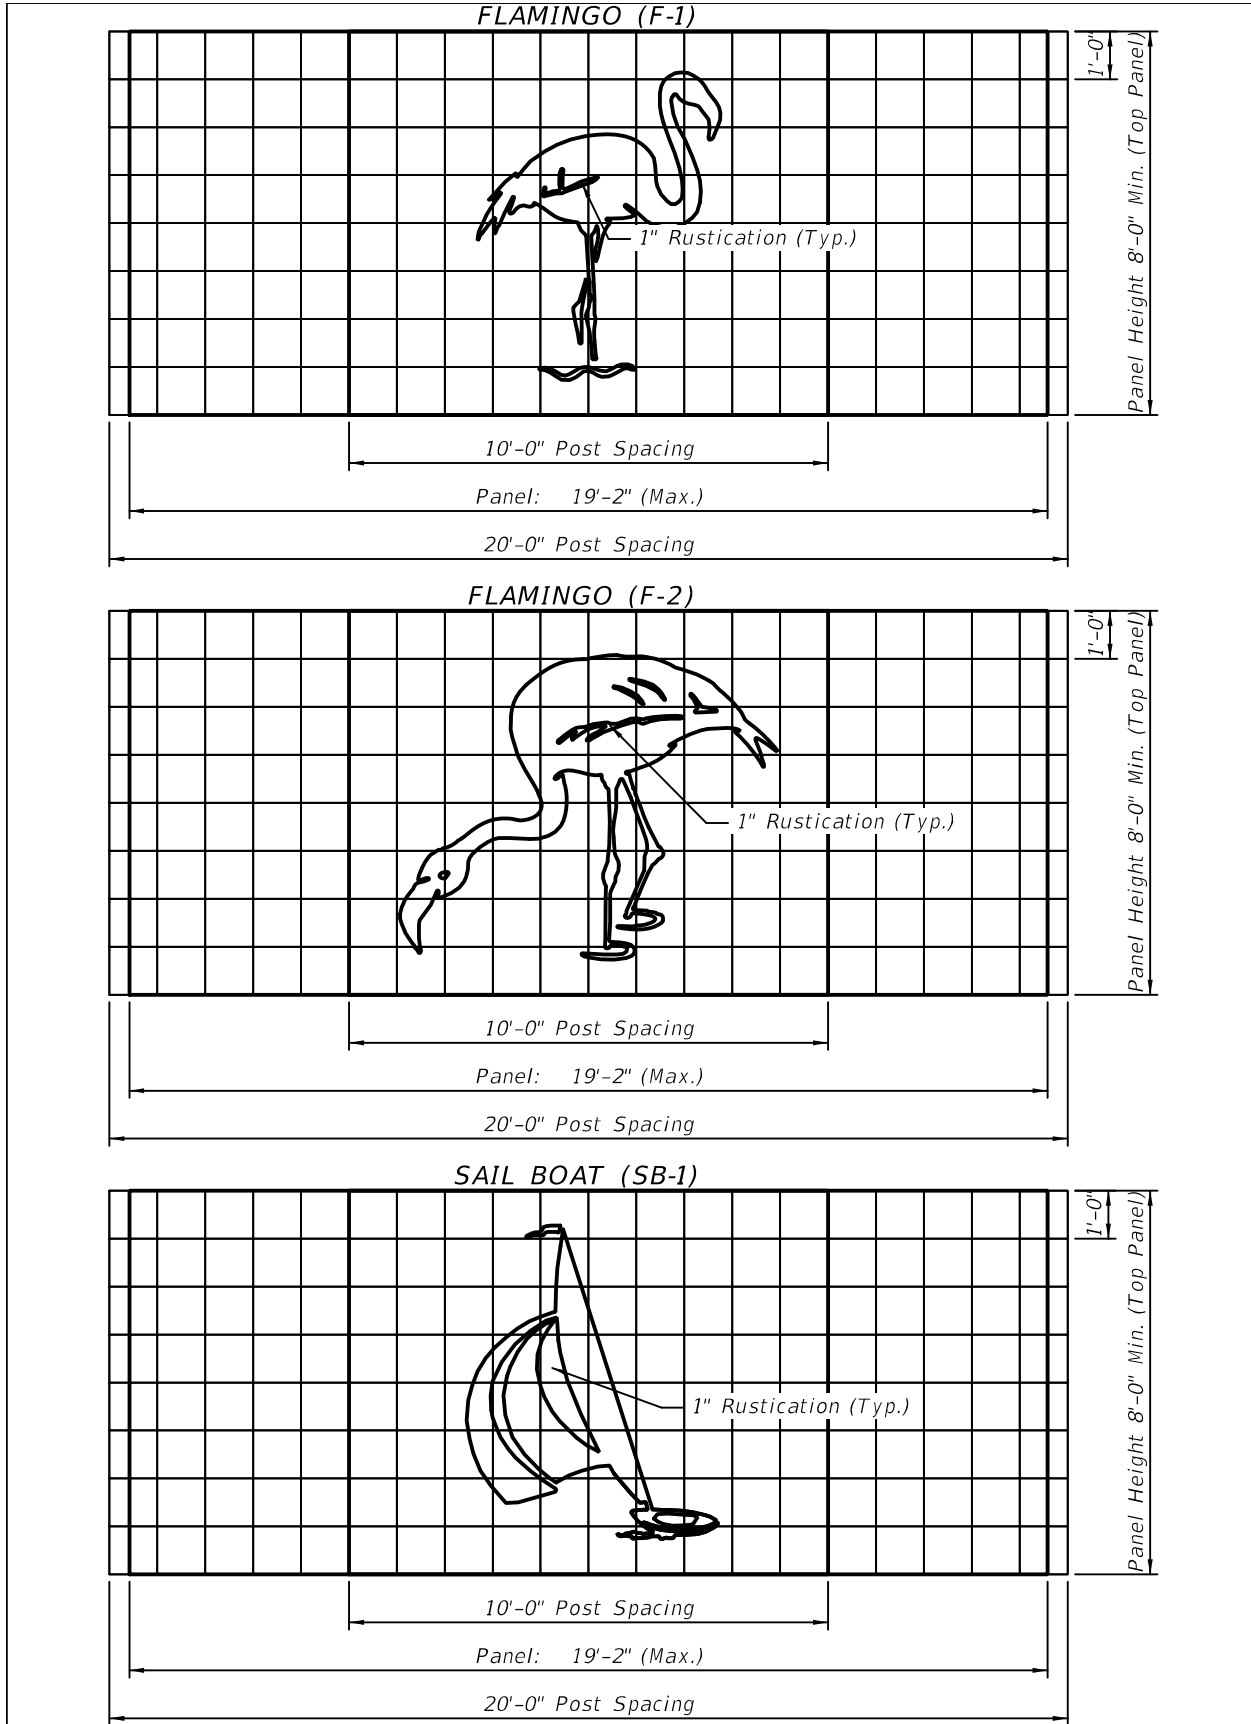 FLAMINGO (F-1)
1'-0"
Panel Height 8'-0" Min. (Top Panel)
1" Rustication (Typ.)
10'-0" Post Spacing
Panel: 19'-2" (Max.)
20'-0" Post Spacing
FLAMINGO (F-2)
1'-0"
Panel Height 8'-0" Min. (Top Panel)
1" Rustication (Typ.)
10'-0" Post Spacing
Panel: 19'-2" (Max.)
20'-0" Post Spacing
SAIL BOAT (SB-1)
1'-0"
Panel Height 8'-0" Min. (Top Panel)
1" Rustication (Typ.)
10'-0" Post Spacing
Panel: 19'-2" (Max.)
20'-0" Post Spacing